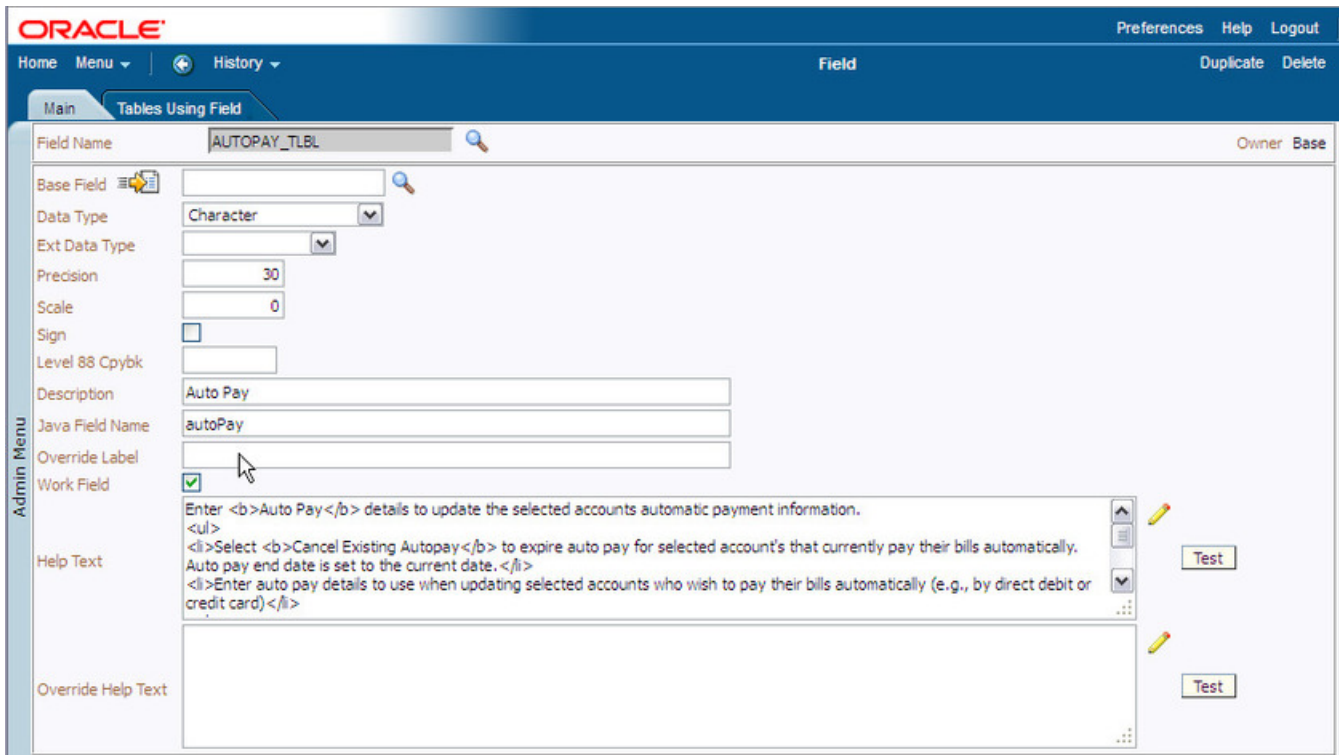 ORACLE
Preferences Help Logout
Home Menu History Field Duplicate Delete
Main Tables Using Field
Field Name AUTOPAY_TLBL Owner Base
Base Field
Data Type Character
Ext Data Type
Precision 30
Scale 0
Sign
Level 88 Cpybk
Description Auto Pay
Java Field Name autoPay
Override Label
Work Field
Admin Menu
Help Text
Enter <b>Auto Pay</b> details to update the selected accounts automatic payment information.
<ul>
<li>Select <b>Cancel Existing Autopay</b> to expire auto pay for selected account's that currently pay their bills automatically.
Auto pay end date is set to the current date.</li>
<li>Enter auto pay details to use when updating selected accounts who wish to pay their bills automatically (e.g., by direct debit or
credit card)</li>
Test
Override Help Text
Test